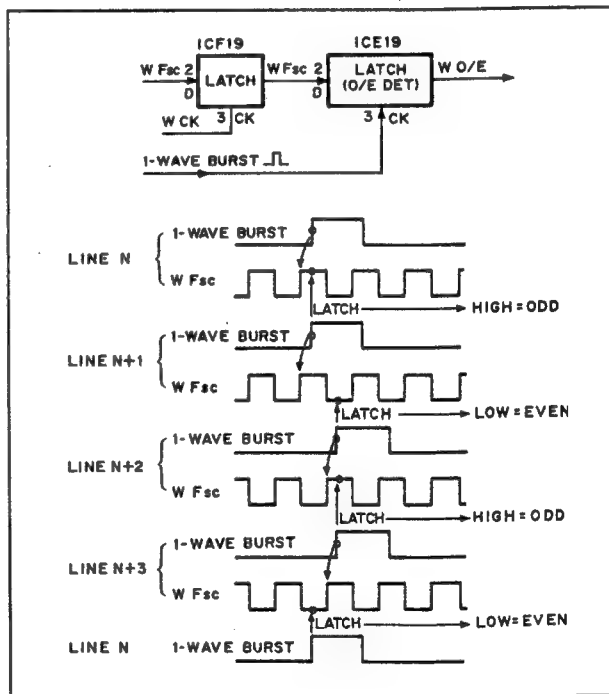 ICF19
ICE19
W Fsc 2
D
LATCH
3 CK
W CK
W Fsc 2
D
LATCH
(O/E DET)
3 CK
W O/E
1-WAVE BURST
LINE N
1-WAVE BURST
W Fsc
LATCH HIGH = ODD
LINE N+1
1-WAVE BURST
W Fsc
LATCH LOW = EVEN
LINE N+2
1-WAVE BURST
W Fsc
LATCH HIGH = ODD
LINE N+3
1-WAVE BURST
W Fsc
LATCH LOW = EVEN
LINE N 1-WAVE BURST